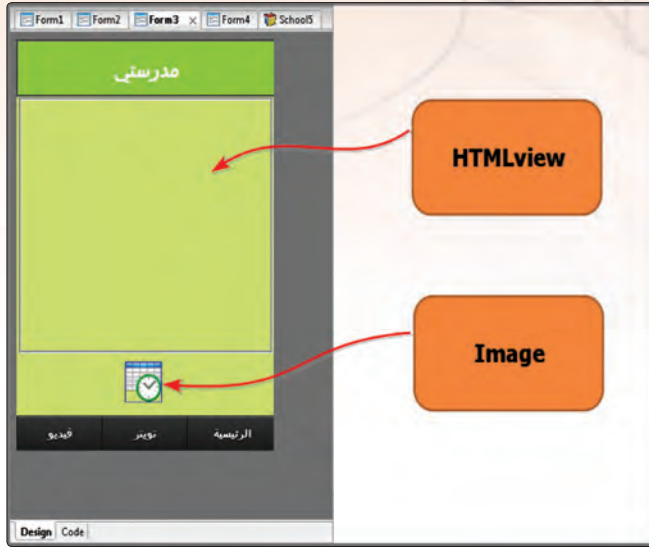 Form1 Form2 Form3 x Form4 School5
مدرستي
HTMLview
Image
الرئيسية تويتر فيديو
Design Code